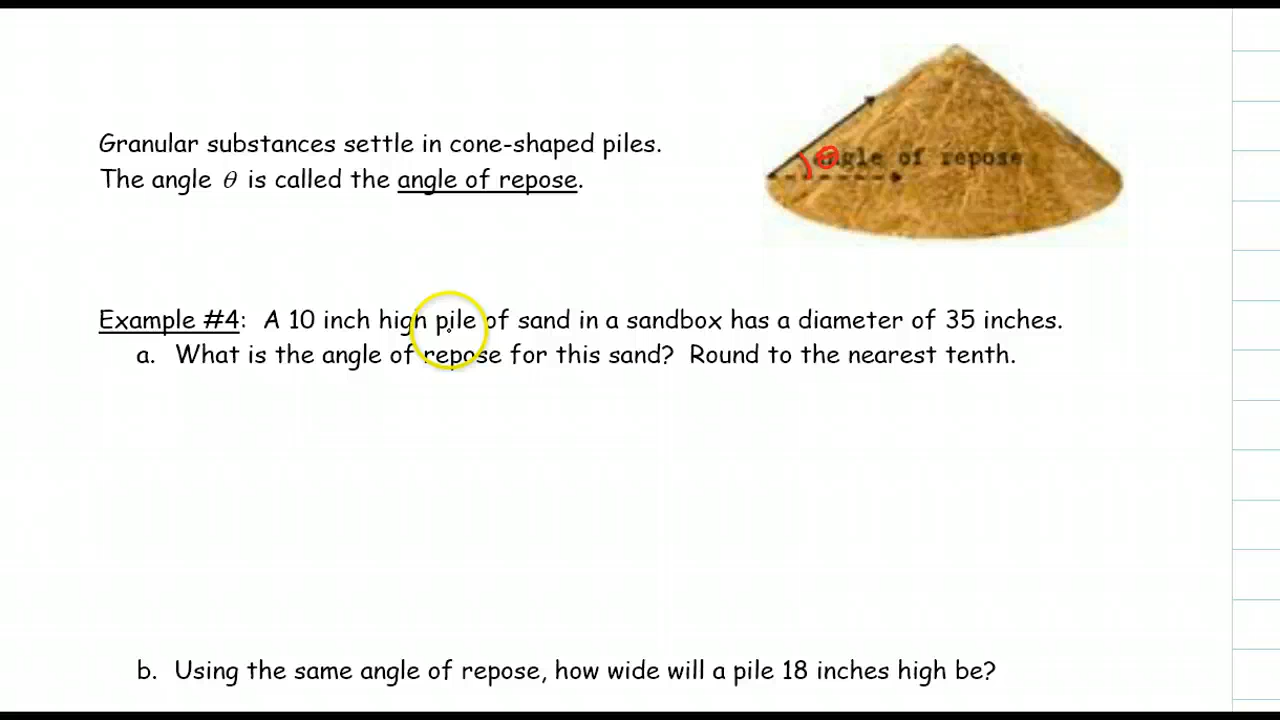 Granular substances settle in cone-shaped piles.
The angle θ is called the angle of repose.
θ
angle of repose
Example #4: A 10 inch high pile of sand in a sandbox has a diameter of 35 inches.
a. What is the angle of repose for this sand? Round to the nearest tenth.
b. Using the same angle of repose, how wide will a pile 18 inches high be?